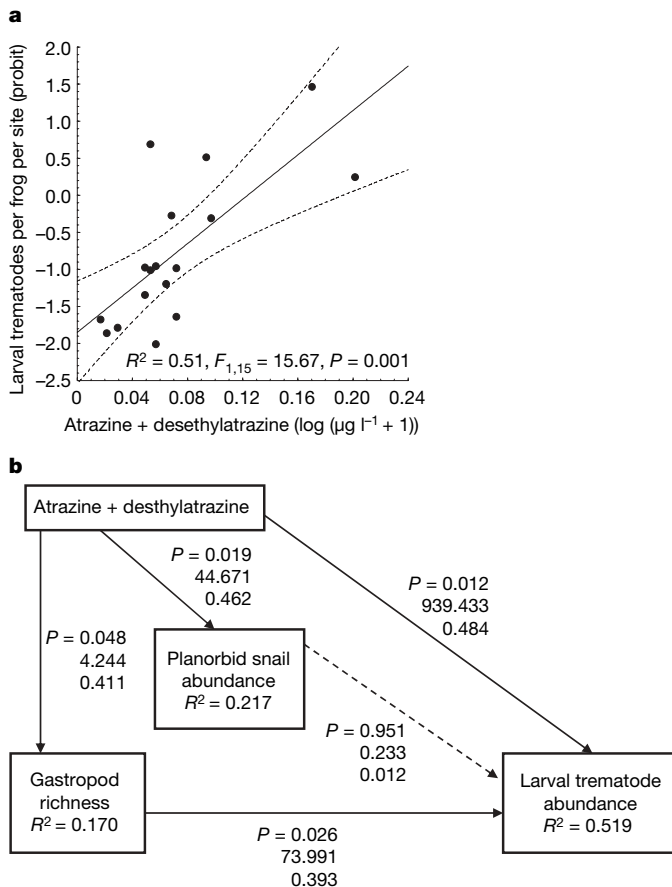 a
Larval trematodes per frog per site (probit)
2.0
1.5
1.0
0.5
0.0
−0.5
−1.0
−1.5
−2.0
−2.5
R² = 0.51, F1,15 = 15.67, P = 0.001
0 0.04 0.08 0.12 0.16 0.20 0.24
Atrazine + desethylatrazine (log (µg l⁻¹ + 1))
b
Atrazine + desthylatrazine
P = 0.019
44.671
0.462
P = 0.012
939.433
0.484
P = 0.048
4.244
0.411
Planorbid snail
abundance
R² = 0.217
P = 0.951
0.233
0.012
Gastropod
richness
R² = 0.170
Larval trematode
abundance
R² = 0.519
P = 0.026
73.991
0.393